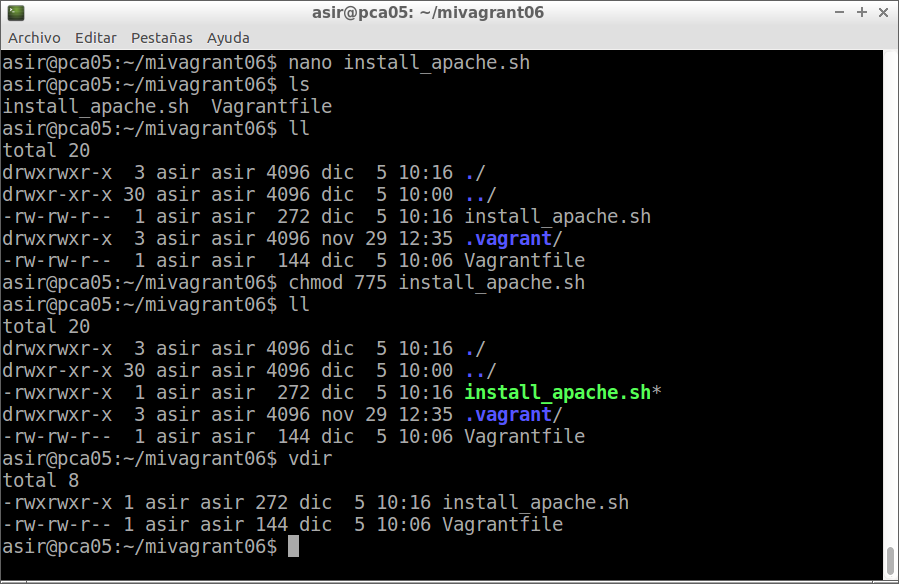 asir@pca05: ~/mivagrant06
Archivo Editar Pestañas Ayuda
asir@pca05:~/mivagrant06$ nano install_apache.sh
asir@pca05:~/mivagrant06$ ls
install_apache.sh  Vagrantfile
asir@pca05:~/mivagrant06$ ll
total 20
drwxrwxr-x  3 asir asir 4096 dic  5 10:16 ./
drwxr-xr-x 30 asir asir 4096 dic  5 10:00 ../
-rw-rw-r--  1 asir asir  272 dic  5 10:16 install_apache.sh
drwxrwxr-x  3 asir asir 4096 nov 29 12:35 .vagrant/
-rw-rw-r--  1 asir asir  144 dic  5 10:06 Vagrantfile
asir@pca05:~/mivagrant06$ chmod 775 install_apache.sh
asir@pca05:~/mivagrant06$ ll
total 20
drwxrwxr-x  3 asir asir 4096 dic  5 10:16 ./
drwxr-xr-x 30 asir asir 4096 dic  5 10:00 ../
-rwxrwxr-x  1 asir asir  272 dic  5 10:16 install_apache.sh*
drwxrwxr-x  3 asir asir 4096 nov 29 12:35 .vagrant/
-rw-rw-r--  1 asir asir  144 dic  5 10:06 Vagrantfile
asir@pca05:~/mivagrant06$ vdir
total 8
-rwxrwxr-x 1 asir asir 272 dic  5 10:16 install_apache.sh
-rw-rw-r-- 1 asir asir 144 dic  5 10:06 Vagrantfile
asir@pca05:~/mivagrant06$